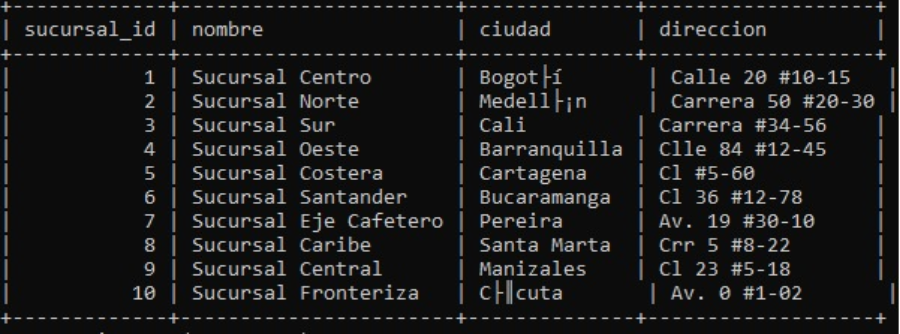 +-------------+-----------------------+--------------+--------------------+
| sucursal_id | nombre | ciudad | direccion |
+-------------+-----------------------+--------------+--------------------+
| 1 | Sucursal Centro | Bogot├í | Calle 20 #10-15 |
| 2 | Sucursal Norte | Medell├¡n | Carrera 50 #20-30 |
| 3 | Sucursal Sur | Cali | Carrera #34-56 |
| 4 | Sucursal Oeste | Barranquilla | Clle 84 #12-45 |
| 5 | Sucursal Costera | Cartagena | Cl #5-60 |
| 6 | Sucursal Santander | Bucaramanga | Cl 36 #12-78 |
| 7 | Sucursal Eje Cafetero | Pereira | Av. 19 #30-10 |
| 8 | Sucursal Caribe | Santa Marta | Crr 5 #8-22 |
| 9 | Sucursal Central | Manizales | Cl 23 #5-18 |
| 10 | Sucursal Fronteriza | C├║cuta | Av. 0 #1-02 |
+-------------+-----------------------+--------------+--------------------+